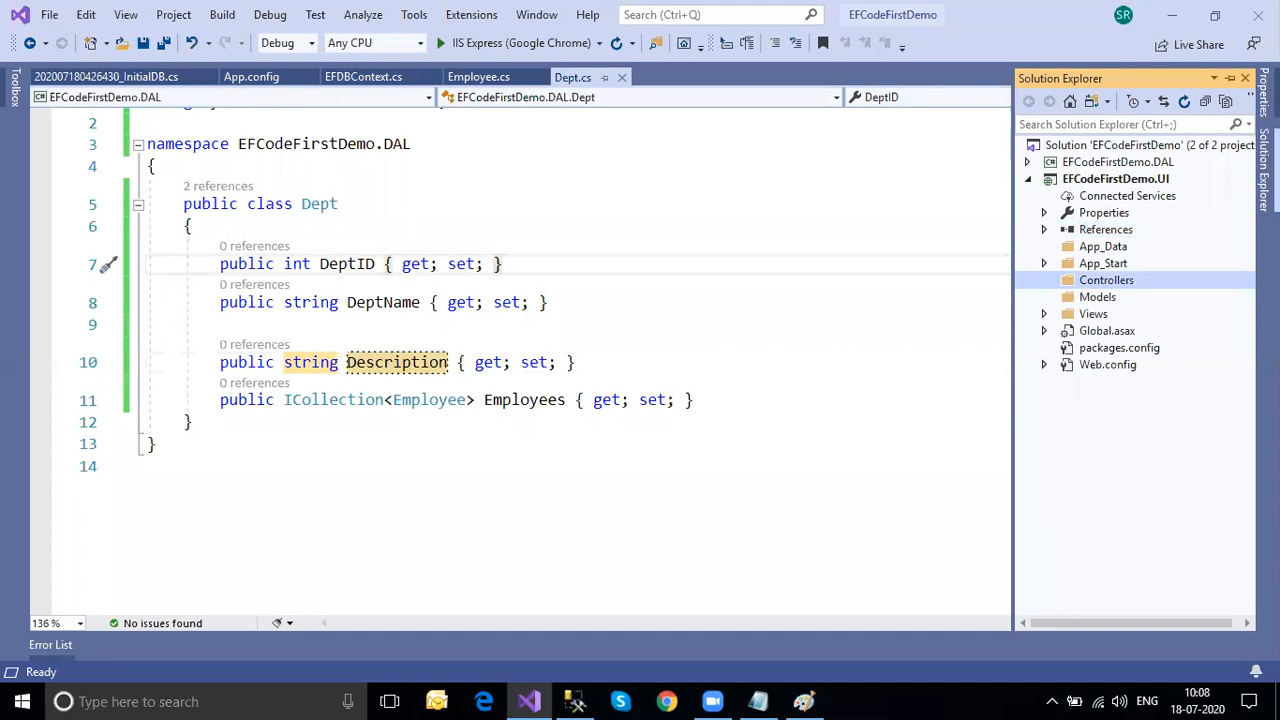 File Edit View Project Build Debug Test Analyze Tools Extensions Window Help Search (Ctrl+Q) EFCodeFirstDemo SR
Debug Any CPU IIS Express (Google Chrome) Live Share
202007180426430_InitialDB.cs App.config EFDBContext.cs Employee.cs Dept.cs
EFCodeFirstDemo.DAL EFCodeFirstDemo.DAL.Dept DeptID
2
3 namespace EFCodeFirstDemo.DAL
4 {
2 references
5 public class Dept
6 {
0 references
7 public int DeptID { get; set; }
0 references
8 public string DeptName { get; set; }
9
0 references
10 public string Description { get; set; }
0 references
11 public ICollection<Employee> Employees { get; set; }
12 }
13 }
14
136 % No issues found
Error List
Ready
Toolbox
Solution Explorer
Search Solution Explorer (Ctrl+;)
Solution 'EFCodeFirstDemo' (2 of 2 project
EFCodeFirstDemo.DAL
EFCodeFirstDemo.UI
Connected Services
Properties
References
App_Data
App_Start
Controllers
Models
Views
Global.asax
packages.config
Web.config
Properties
Solution Explorer
Type here to search
ENG
10:08
18-07-2020